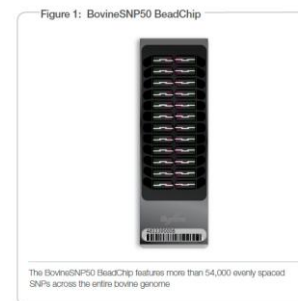 Figure 1: BovineSNP50 BeadChip
The BovineSNP50 BeadChip features more than 54,000 evenly spaced
SNPs across the entire bovine genome